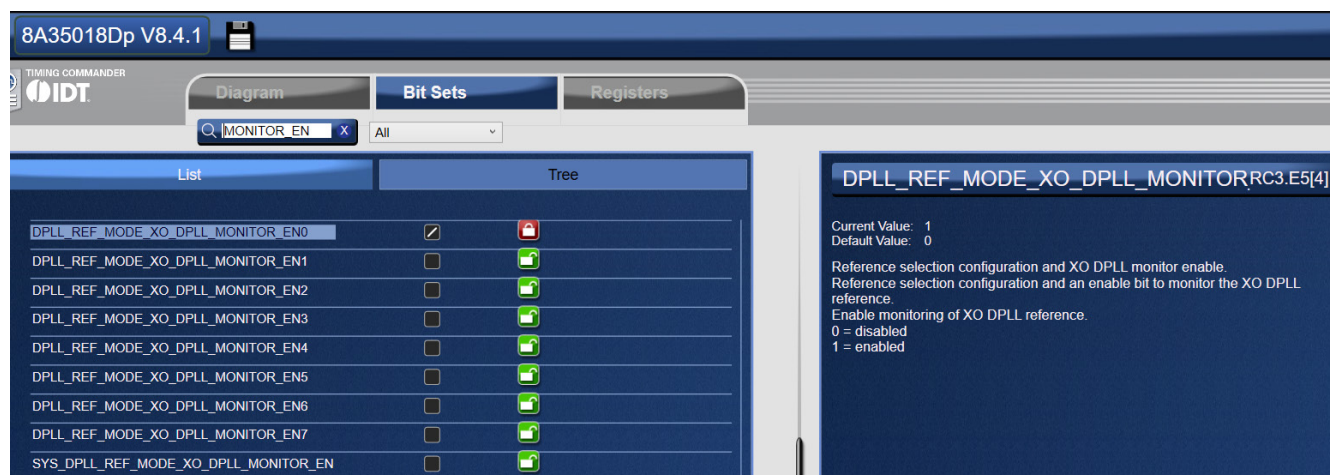 8A35018Dp V8.4.1
TIMING COMMANDER
IDT.
Diagram
Bit Sets
Registers
MONITOR_EN X
All
List
Tree
DPLL_REF_MODE_XO_DPLL_MONITOR_EN0
DPLL_REF_MODE_XO_DPLL_MONITOR_EN1
DPLL_REF_MODE_XO_DPLL_MONITOR_EN2
DPLL_REF_MODE_XO_DPLL_MONITOR_EN3
DPLL_REF_MODE_XO_DPLL_MONITOR_EN4
DPLL_REF_MODE_XO_DPLL_MONITOR_EN5
DPLL_REF_MODE_XO_DPLL_MONITOR_EN6
DPLL_REF_MODE_XO_DPLL_MONITOR_EN7
SYS_DPLL_REF_MODE_XO_DPLL_MONITOR_EN
DPLL_REF_MODE_XO_DPLL_MONITOR RC3.E5[4]
Current Value: 1
Default Value: 0
Reference selection configuration and XO DPLL monitor enable.
Reference selection configuration and an enable bit to monitor the XO DPLL
reference.
Enable monitoring of XO DPLL reference.
0 = disabled
1 = enabled